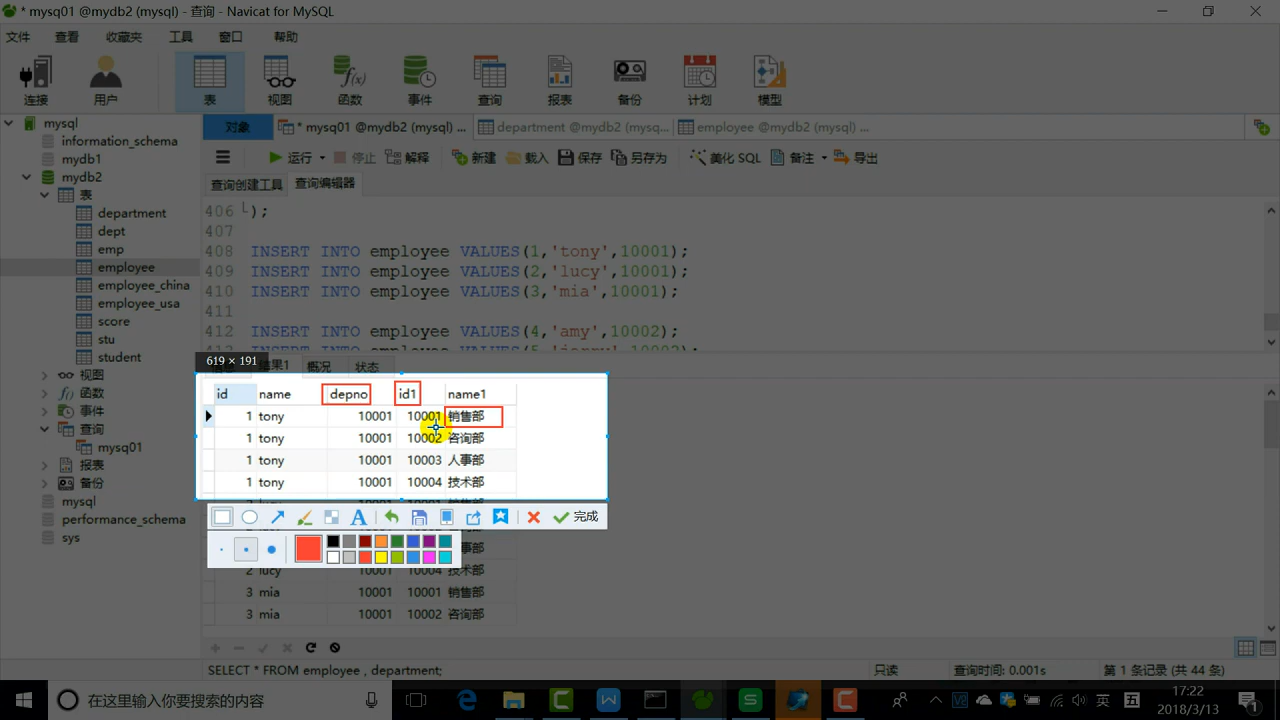 * mysq01 @mydb2 (mysql) - 查询 - Navicat for MySQL
文件 查看 收藏夹 工具 窗口 帮助
连接 用户 表 视图 函数 事件 查询 报表 备份 计划 模型
mysql
information_schema
mydb1
mydb2
表
department
dept
emp
employee
employee_china
employee_usa
score
stu
student
视图
函数
事件
查询
mysq01
报表
备份
mysql
performance_schema
sys
对象 * mysq01 @mydb2 (mysql) ... department @mydb2 (mysq... employee @mydb2 (mysql) ...
运行 停止 解释 新建 载入 保存 另存为 美化 SQL 备注 导出
查询创建工具 查询编辑器
406 );
407
408 INSERT INTO employee VALUES(1,'tony',10001);
409 INSERT INTO employee VALUES(2,'lucy',10001);
410 INSERT INTO employee VALUES(3,'mia',10001);
411
412 INSERT INTO employee VALUES(4,'amy',10002);
619 × 191 结果1 概况 状态
id name depno id1 name1
1 tony 10001 10001 销售部
1 tony 10001 10002 咨询部
1 tony 10001 10003 人事部
1 tony 10001 10004 技术部
完成
2 lucy 10001 10004 技术部
3 mia 10001 10001 销售部
3 mia 10001 10002 咨询部
SELECT * FROM employee , department; 只读 查询时间: 0.001s 第 1 条记录 (共 44 条)
在这里输入你要搜索的内容
英
17:22
2018/3/13